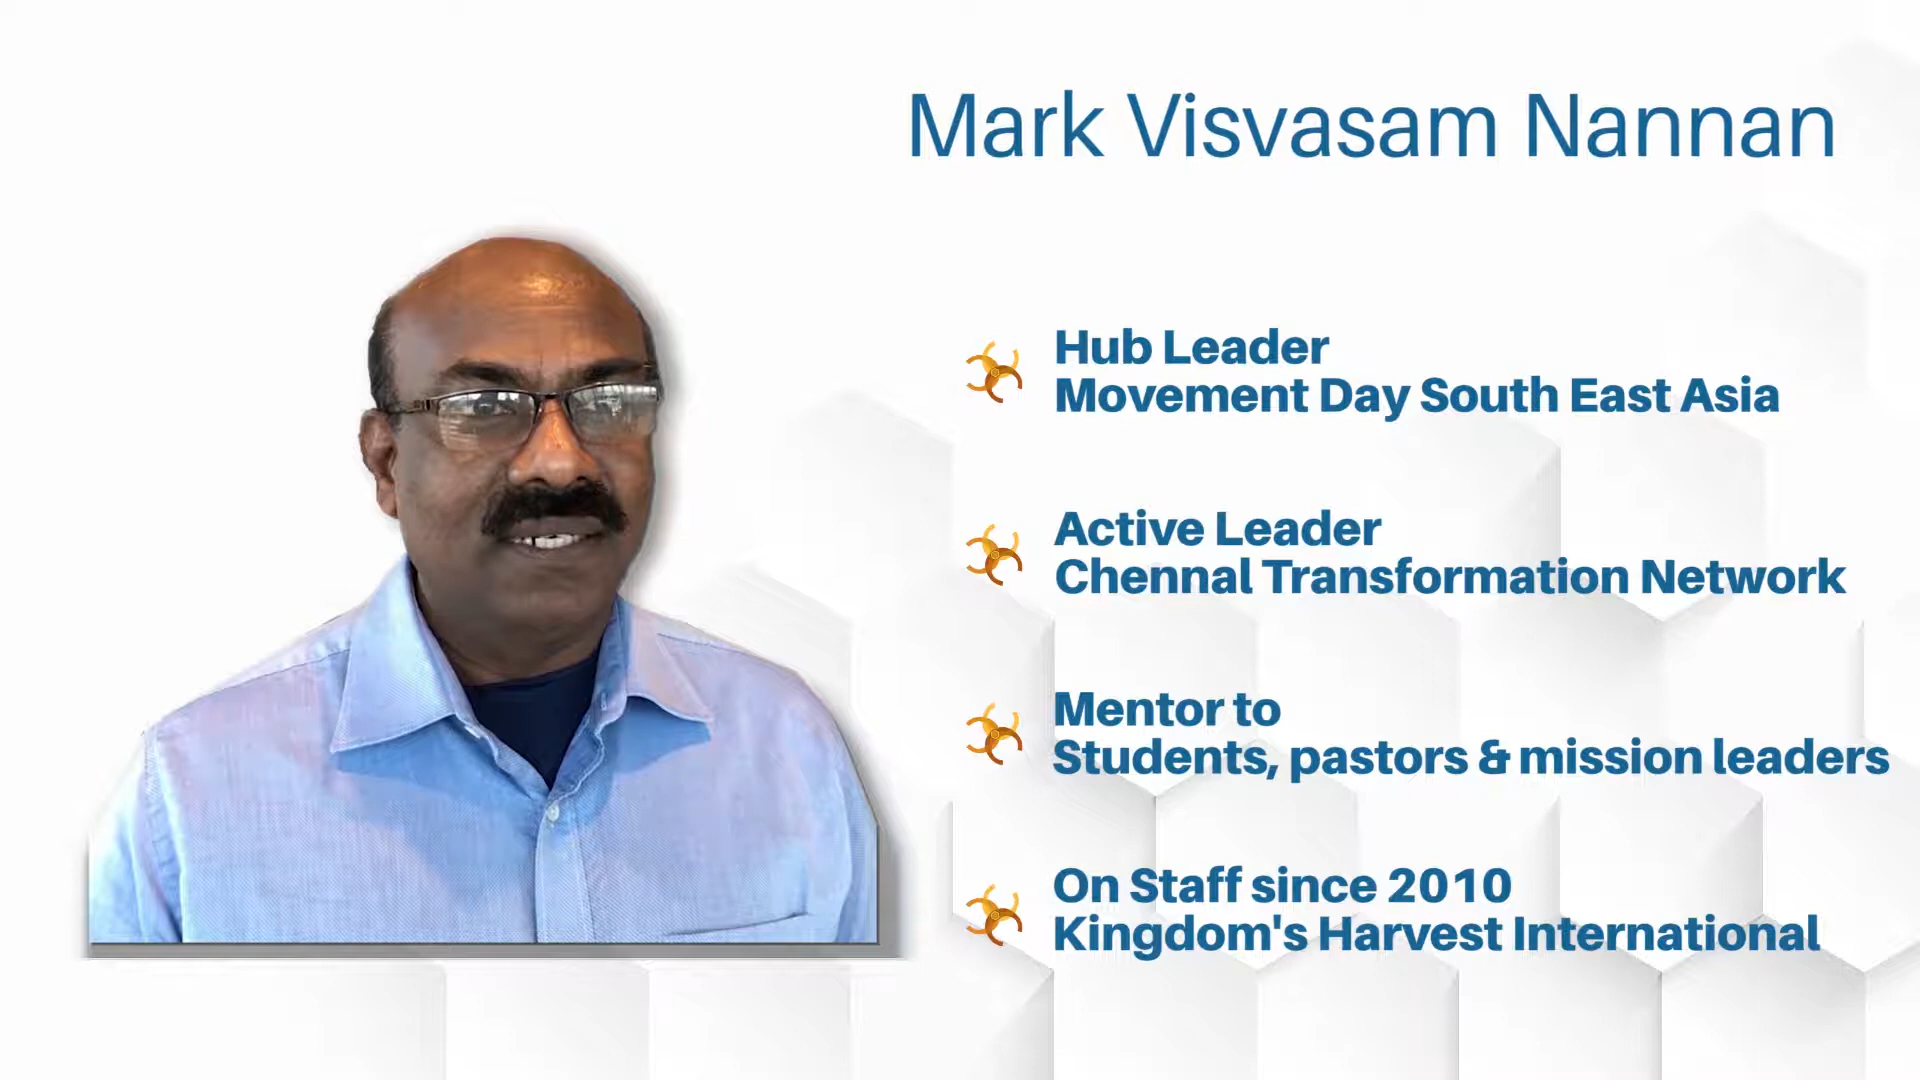 Mark Visvasam Nannan
Hub Leader
Movement Day South East Asia
Active Leader
Chennal Transformation Network
Mentor to
Students, pastors & mission leaders
On Staff since 2010
Kingdom's Harvest International